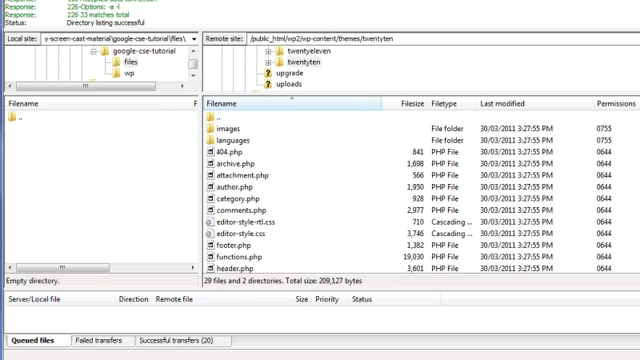 Response: 226-Options: -a -l
Response: 226 33 matches total
Status: Directory listing successful
Local site: y-screen-cast-material\google-cse-tutorial\files\
Remote site: /public_html/wp2/wp-content/themes/twentyten
google-cse-tutorial
files
wp
twentyeleven
twentyten
upgrade
uploads
Filename F
..
Empty directory.
Filename Filesize Filetype Last modified Permissions
..
images File folder 30/03/2011 3:27:55 PM 0755
languages File folder 30/03/2011 3:27:55 PM 0755
404.php 841 PHP File 30/03/2011 3:27:55 PM 0644
archive.php 1,698 PHP File 30/03/2011 3:27:55 PM 0644
attachment.php 566 PHP File 30/03/2011 3:27:55 PM 0644
author.php 1,950 PHP File 30/03/2011 3:27:55 PM 0644
category.php 928 PHP File 30/03/2011 3:27:55 PM 0644
comments.php 2,977 PHP File 30/03/2011 3:27:55 PM 0644
editor-style-rtl.css 710 Cascading ... 30/03/2011 3:27:55 PM 0644
editor-style.css 3,746 Cascading ... 30/03/2011 3:27:55 PM 0644
footer.php 1,382 PHP File 30/03/2011 3:27:55 PM 0644
functions.php 19,030 PHP File 30/03/2011 3:27:55 PM 0644
header.php 3,601 PHP File 30/03/2011 3:27:55 PM 0644
29 files and 2 directories. Total size: 209,127 bytes
Server/Local file Direction Remote file Size Priority Status
Queued files Failed transfers Successful transfers (20)